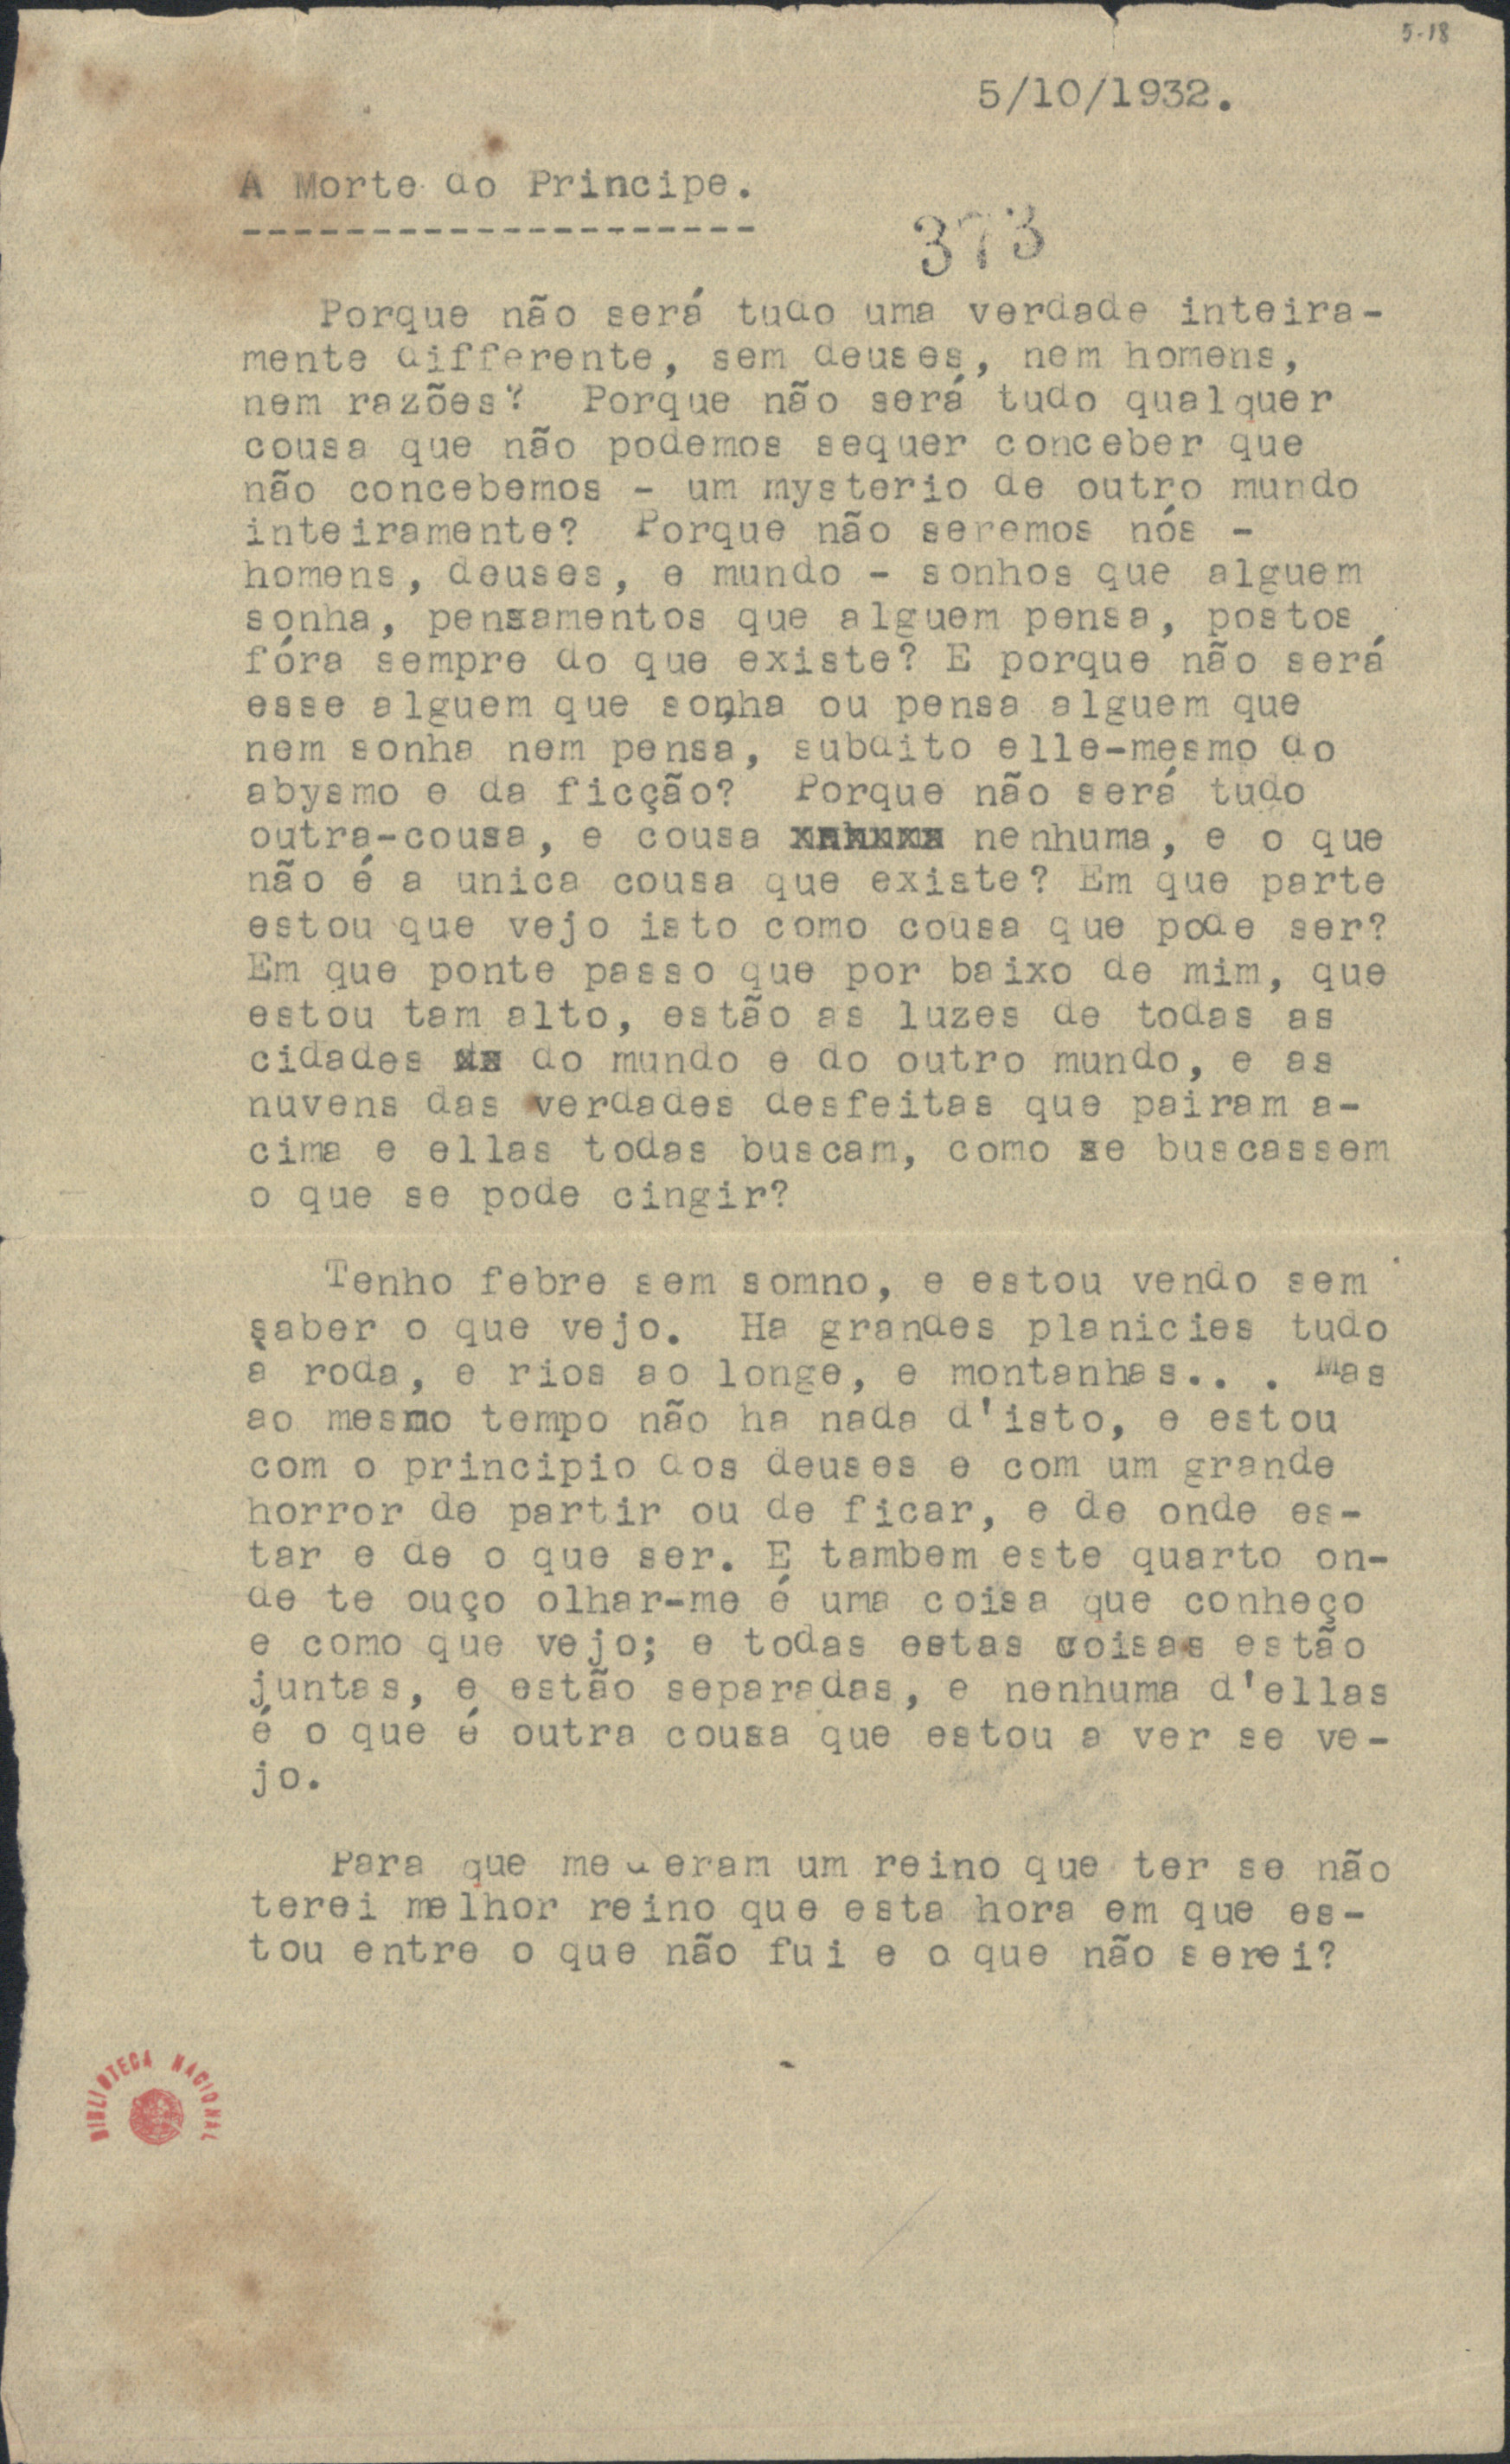 5-18
5/10/1932.
A Morte do Principe.
--------------------
373
Porque não será tudo uma verdade inteira-
mente differente, sem deuses, nem homens,
nem razões? Porque não será tudo qualquer
cousa que não podemos sequer conceber que
não concebemos - um mysterio de outro mundo
inteiramente? Porque não seremos nós -
homens, deuses, e mundo - sonhos que alguem
sonha, pensamentos que alguem pensa, postos
fóra sempre do que existe? E porque não será
esse alguem que sonha ou pensa alguem que
nem sonha nem pensa, subdito elle-mesmo do
abysmo e da ficção? Porque não será tudo
outra-cousa, e cousa nenhuma, e o que
não é a unica cousa que existe? Em que parte
estou que vejo isto como cousa que pode ser?
Em que ponte passo que por baixo de mim, que
estou tam alto, estão as luzes de todas as
cidades do mundo e do outro mundo, e as
nuvens das verdades desfeitas que pairam a-
cima e ellas todas buscam, como se buscassem
o que se pode cingir?
Tenho febre sem somno, e estou vendo sem
saber o que vejo. Ha grandes planicies tudo
à roda, e rios ao longe, e montanhas.. . Mas
ao mesmo tempo não ha nada d'isto, e estou
com o principio dos deuses e com um grande
horror de partir ou de ficar, e de onde es-
tar e de o que ser. E tambem este quarto on-
de te ouço olhar-me é uma coisa que conheço
e como que vejo; e todas estas coisas estão
juntas, e estão separadas, e nenhuma d'ellas
é o que é outra cousa que estou a ver se ve-
jo.
Para que me deram um reino que ter se não
terei melhor reino que esta hora em que es-
tou entre o que não fui e o que não serei?
BIBLIOTECA NACIONAL